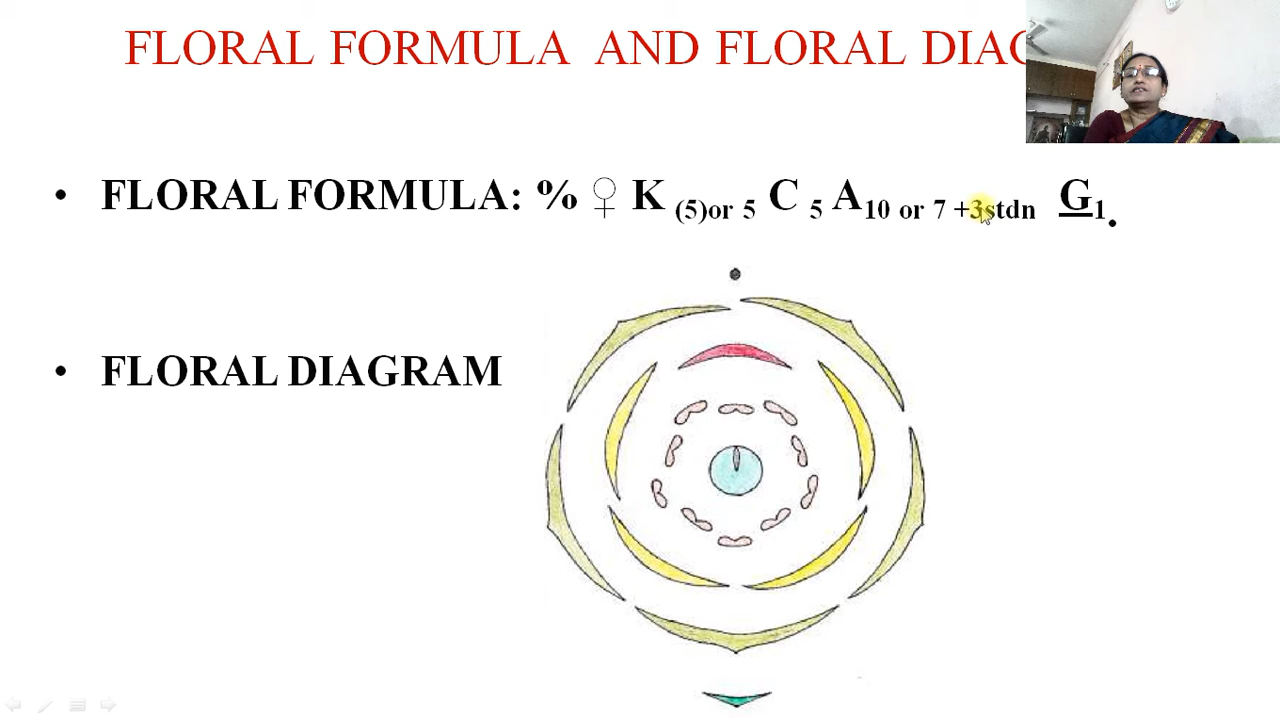 FLORAL FORMULA AND FLORAL DIAG
• FLORAL FORMULA: % ♀ K (5)or 5 C 5 A10 or 7 +3stdn G1.
• FLORAL DIAGRAM